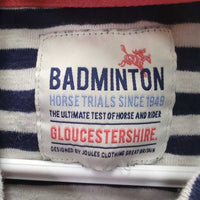 BADMINTON
HORSE TRIALS SINCE 1949
THE ULTIMATE TEST OF HORSE AND RIDER
GLOUCESTERSHIRE.
DESIGNED BY JOULES CLOTHING GREAT BRITAIN